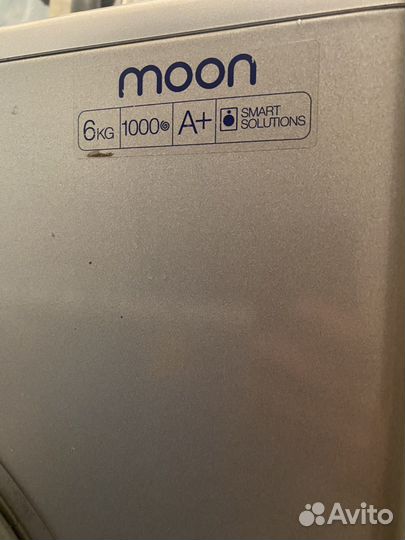 moon
6KG 1000 A+ SMART SOLUTIONS
Avito